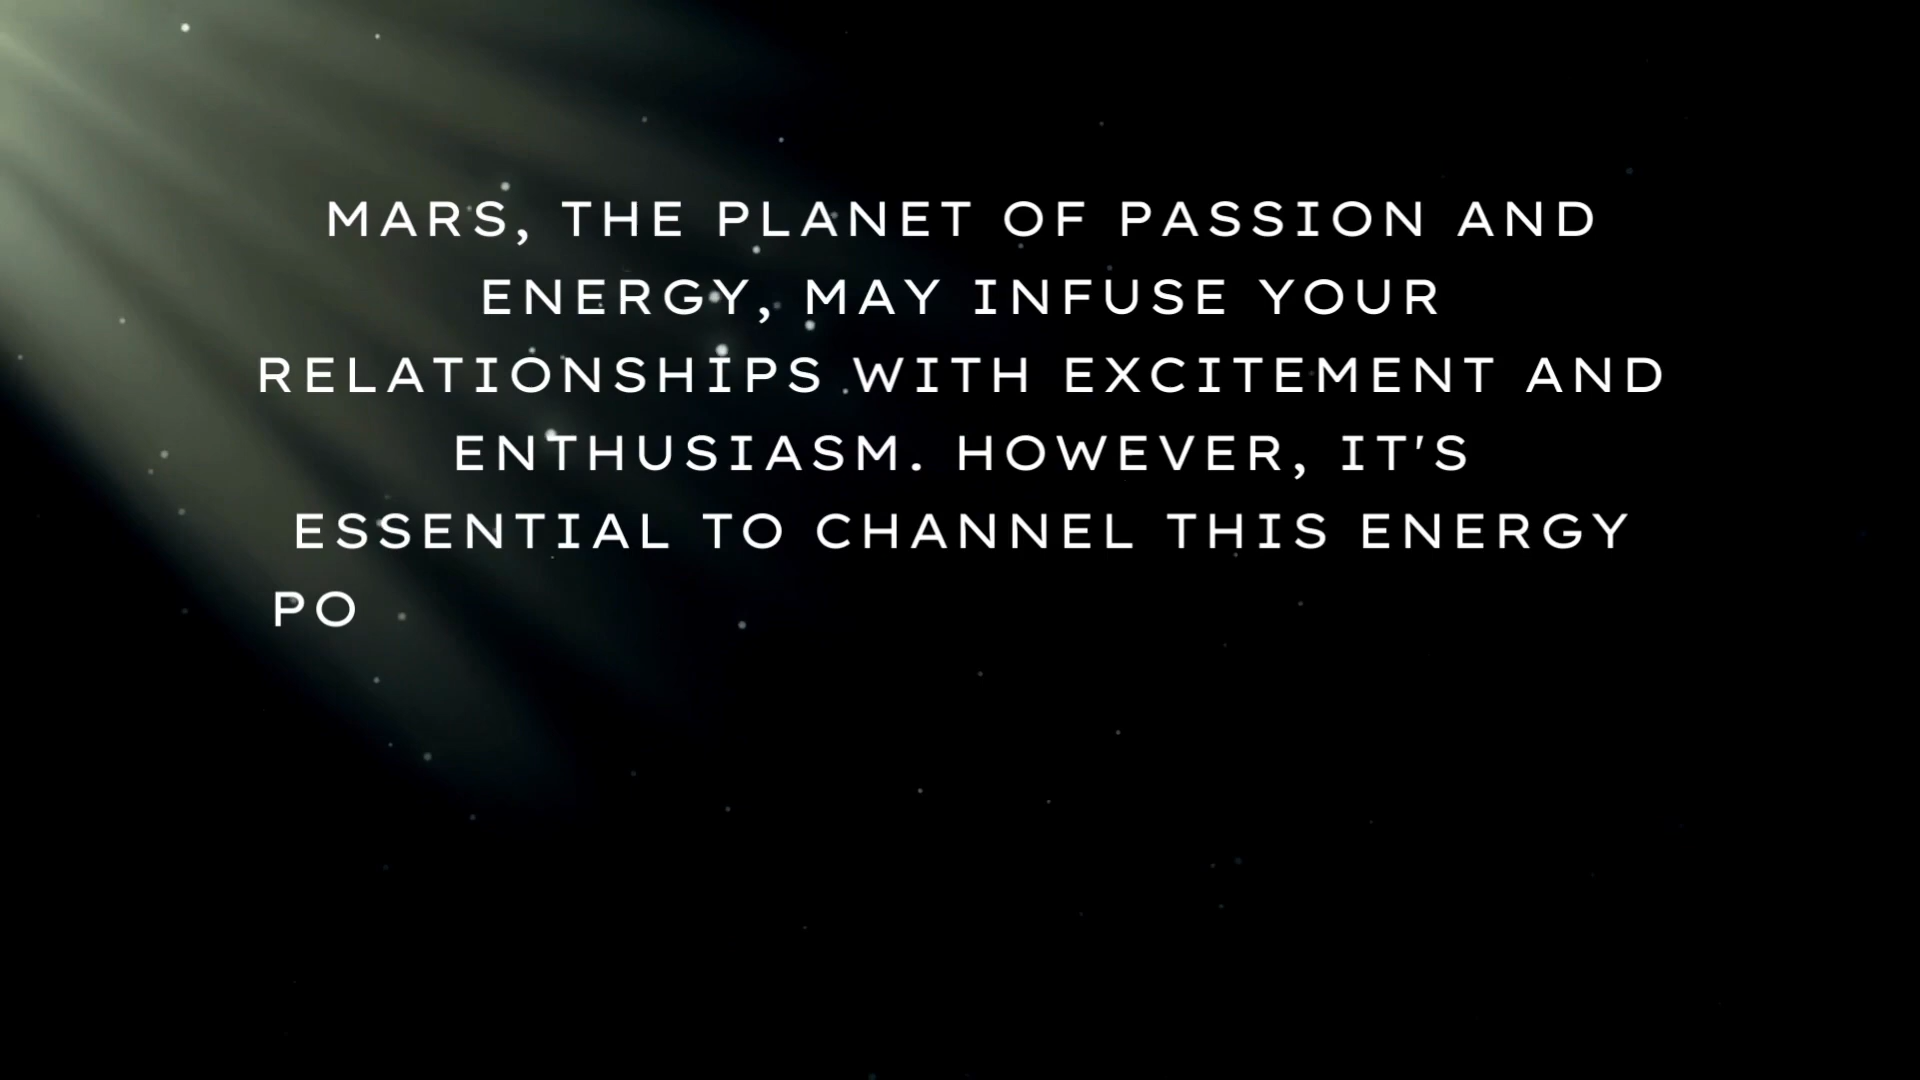 MARS, THE PLANET OF PASSION AND
ENERGY, MAY INFUSE YOUR
RELATIONSHIPS WITH EXCITEMENT AND
ENTHUSIASM. HOWEVER, IT'S
ESSENTIAL TO CHANNEL THIS ENERGY
PO